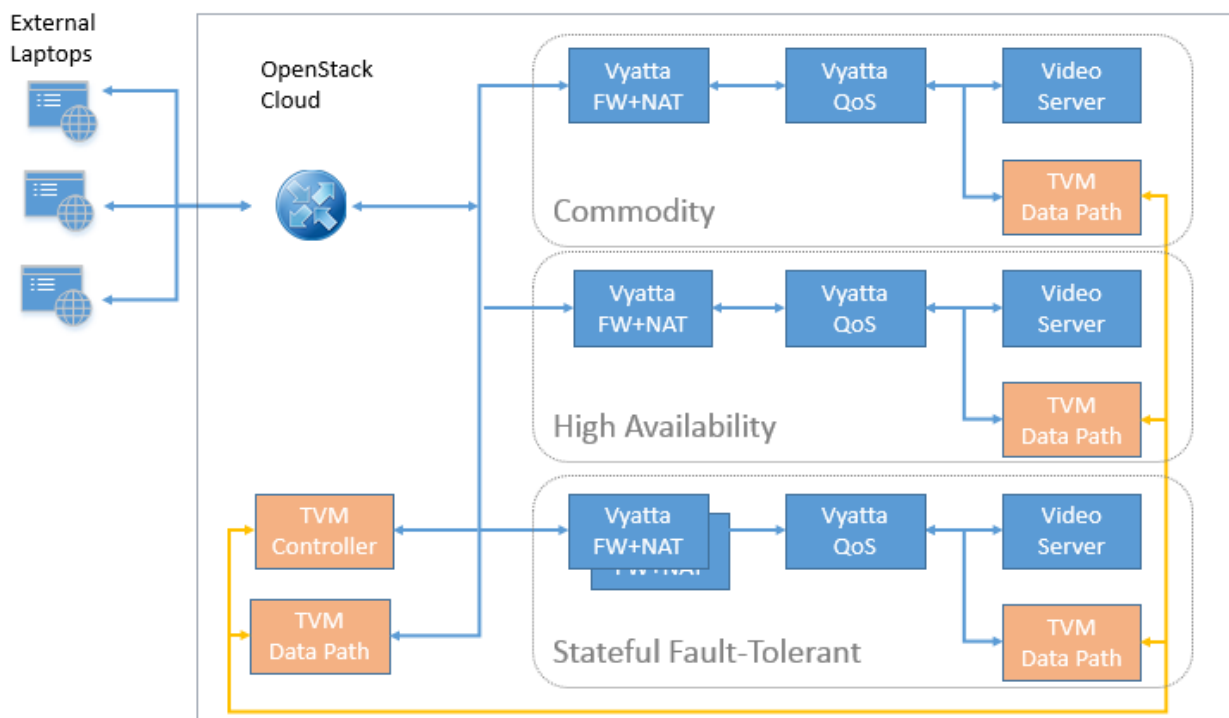 External
Laptops
OpenStack
Cloud
Vyatta
FW+NAT
Vyatta
QoS
Video
Server
TVM
Data Path
Commodity
Vyatta
FW+NAT
Vyatta
QoS
Video
Server
TVM
Data Path
High Availability
TVM
Controller
Vyatta
FW+NAT
FW+NAT
Vyatta
QoS
Video
Server
TVM
Data Path
TVM
Data Path
Stateful Fault-Tolerant